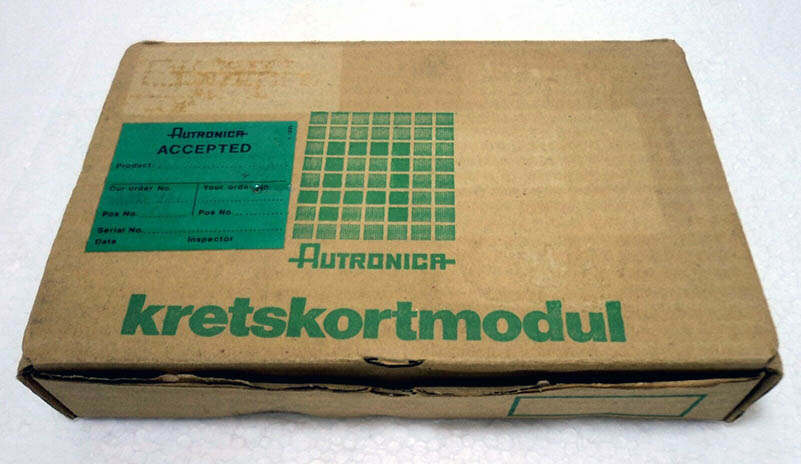 AUTRONICA
ACCEPTED
Product:
Our order No. Your order No.
Pos No. Pos No.
Serial No.
Date Inspector
AUTRONICA
kretskortmodul